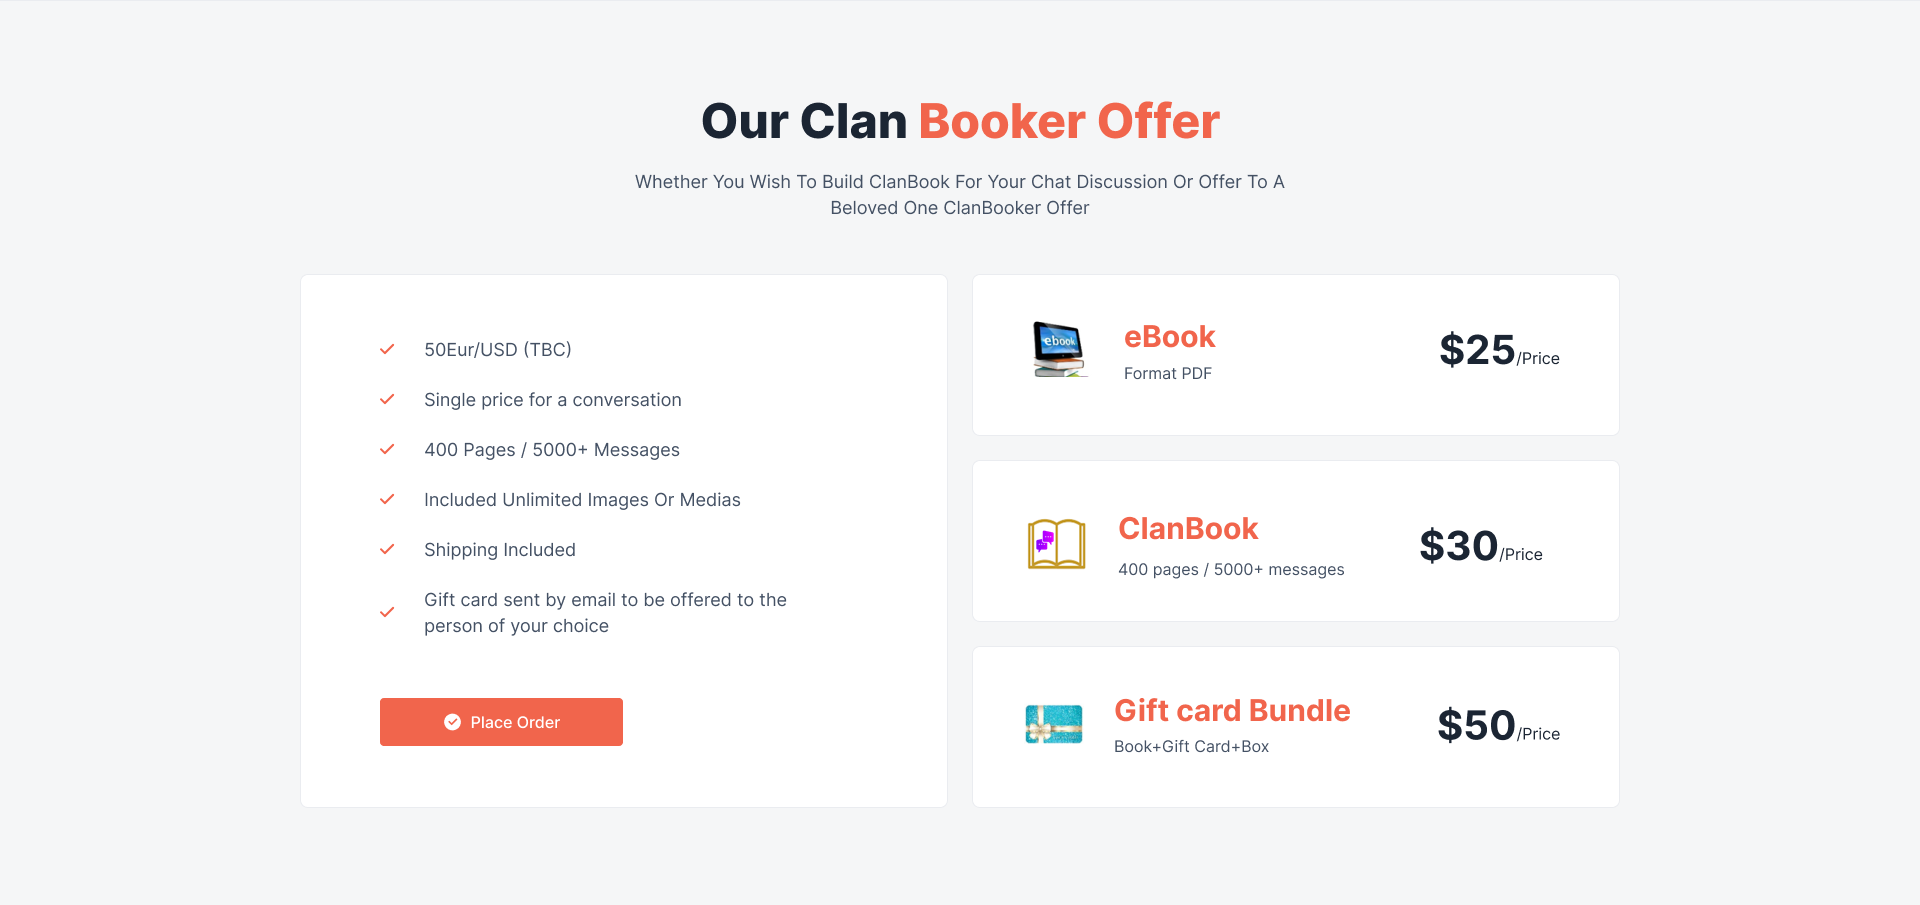 Our Clan Booker Offer
Whether You Wish To Build ClanBook For Your Chat Discussion Or Offer To A
Beloved One ClanBooker Offer
50Eur/USD (TBC)
Single price for a conversation
400 Pages / 5000+ Messages
Included Unlimited Images Or Medias
Shipping Included
Gift card sent by email to be offered to the
person of your choice
Place Order
ebook
eBook
Format PDF
$25/Price
ClanBook
400 pages / 5000+ messages
$30/Price
Gift card Bundle
Book+Gift Card+Box
$50/Price